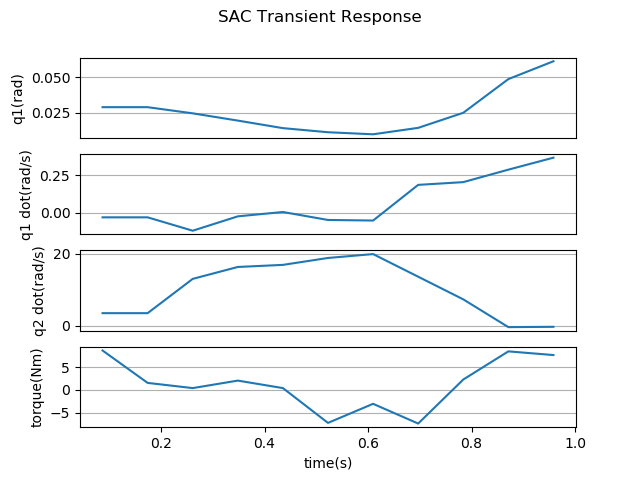 SAC Transient Response
q1(rad)
0.050
0.025
q1 dot(rad/s)
0.25
0.00
q2 dot(rad/s)
20
0
torque(Nm)
5
0
−5
0.2 0.4 0.6 0.8 1.0
time(s)